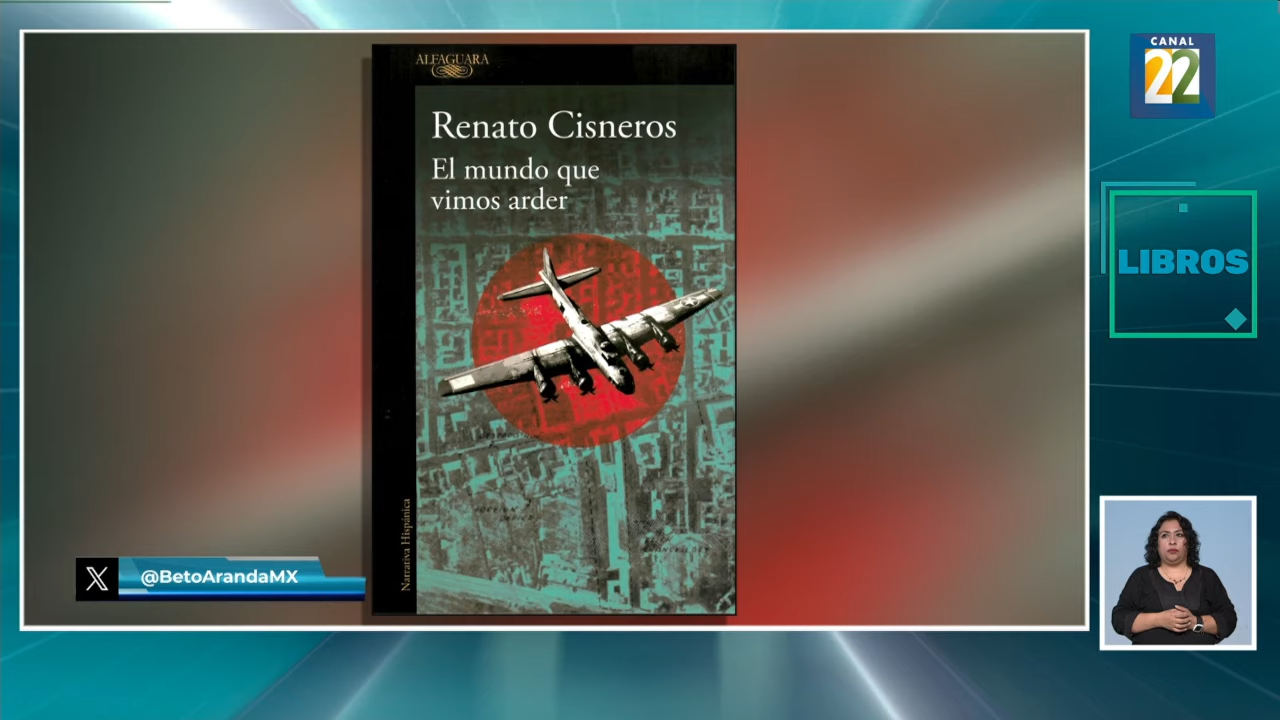 ALFAGUARA
Renato Cisneros
El mundo que
vimos arder
Narrativa Hispánica
@BetoArandaMX
CANAL
22
LIBROS